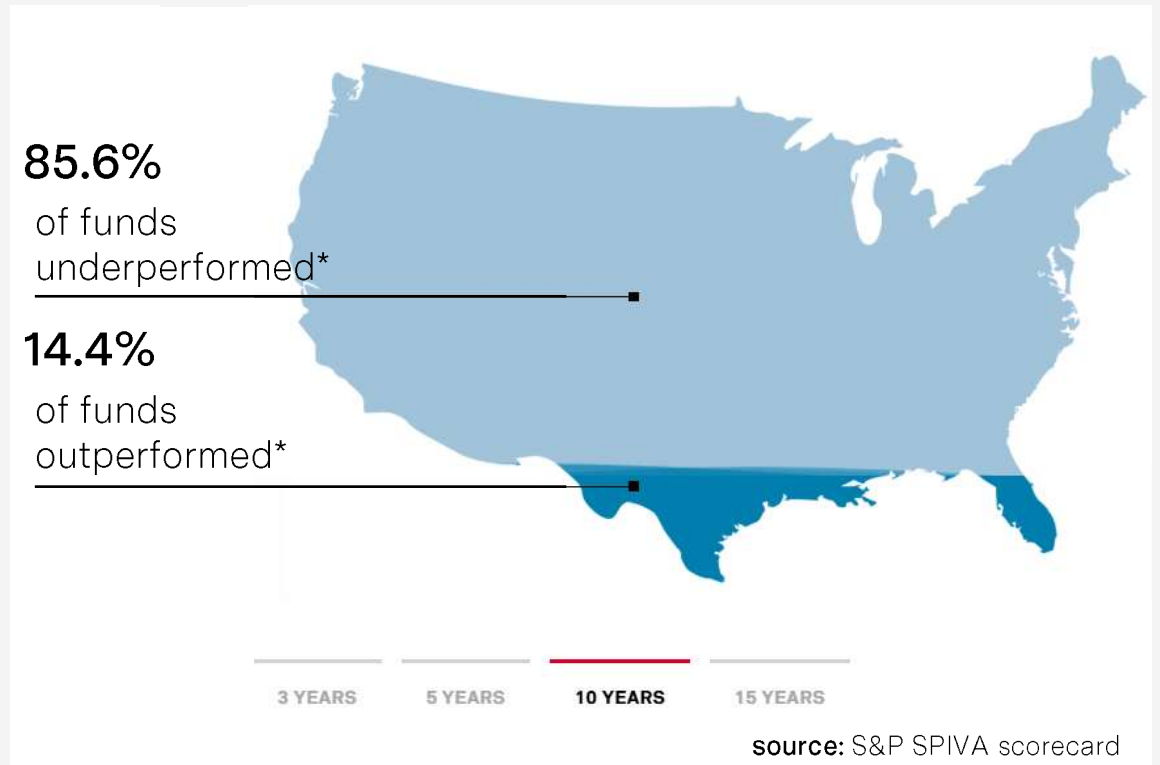 85.6%
of funds
underperformed*
14.4%
of funds
outperformed*
3 YEARS 5 YEARS 10 YEARS 15 YEARS
source: S&P SPIVA scorecard